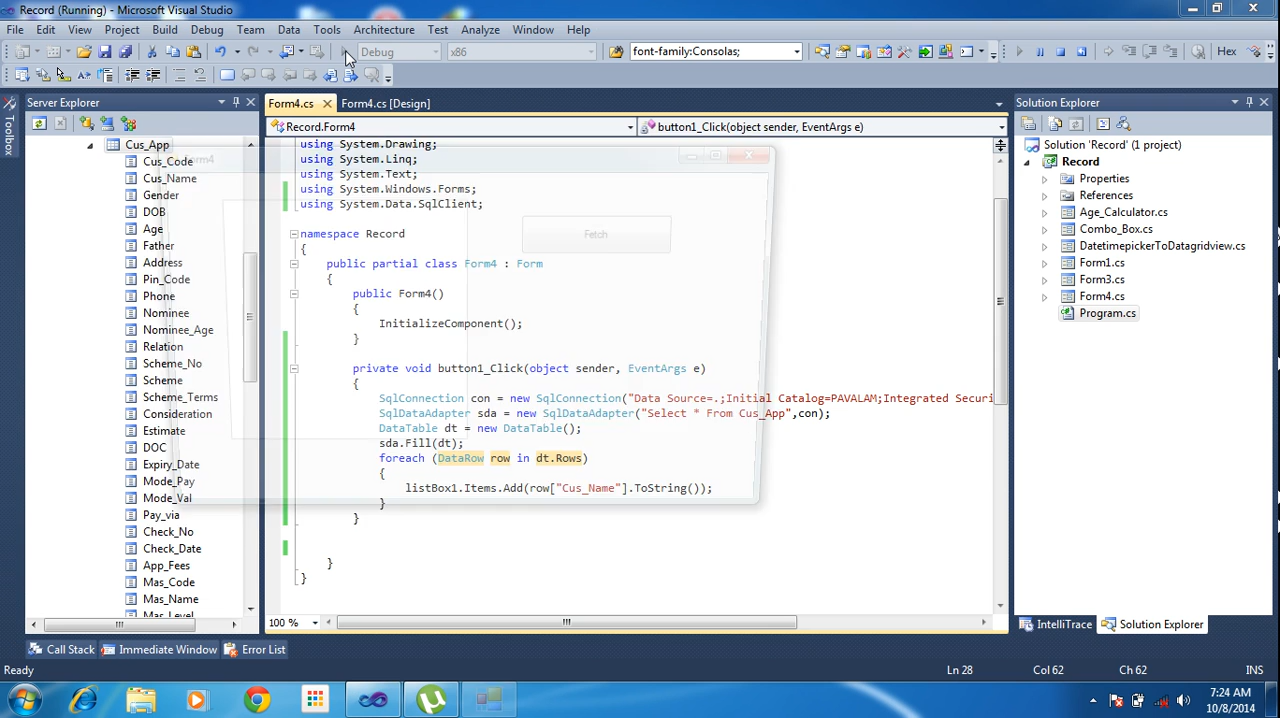 Record (Running) - Microsoft Visual Studio
File Edit View Project Build Debug Team Data Tools Architecture Test Analyze Window Help
Debug x86 font-family:Consolas; Hex
Server Explorer
Form4.cs Form4.cs [Design]
Solution Explorer
Toolbox
Record.Form4 button1_Click(object sender, EventArgs e)
Cus_App
Cus_Code
Cus_Name
Gender
DOB
Age
Father
Address
Pin_Code
Phone
Nominee
Nominee_Age
Relation
Scheme_No
Scheme
Scheme_Terms
Consideration
Estimate
DOC
Expiry_Date
Mode_Pay
Mode_Val
Pay_via
Check_No
Check_Date
App_Fees
Mas_Code
Mas_Name
Mas_Level
using System.Drawing;
using System.Linq;
using System.Text;
using System.Windows.Forms;
using System.Data.SqlClient;
namespace Record
{
public partial class Form4 : Form
{
public Form4()
{
InitializeComponent();
}
private void button1_Click(object sender, EventArgs e)
{
SqlConnection con = new SqlConnection("Data Source=.;Initial Catalog=PAVALAM;Integrated Securi
SqlDataAdapter sda = new SqlDataAdapter("Select * From Cus_App",con);
DataTable dt = new DataTable();
sda.Fill(dt);
foreach (DataRow row in dt.Rows)
{
listBox1.Items.Add(row["Cus_Name"].ToString());
}
}
}
}
Fetch
100 %
Solution 'Record' (1 project)
Record
Properties
References
Age_Calculator.cs
Combo_Box.cs
DatetimepickerToDatagridview.cs
Form1.cs
Form3.cs
Form4.cs
Program.cs
IntelliTrace Solution Explorer
Call Stack Immediate Window Error List
Ready Ln 28 Col 62 Ch 62 INS
7:24 AM
10/8/2014